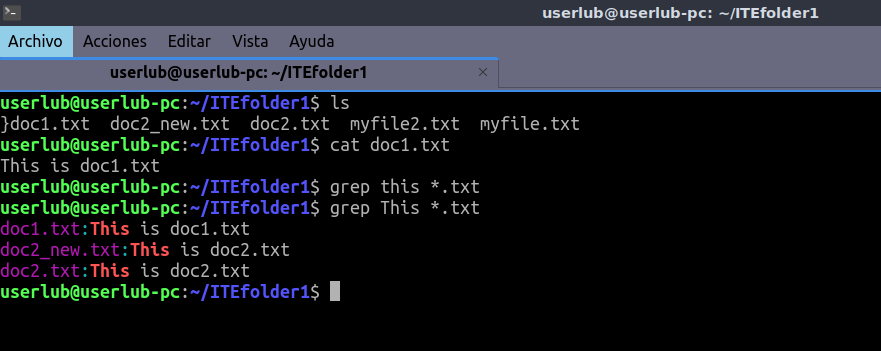 userlub@userlub-pc: ~/ITEfolder1
Archivo Acciones Editar Vista Ayuda
userlub@userlub-pc: ~/ITEfolder1 ×
userlub@userlub-pc:~/ITEfolder1$ ls
}doc1.txt  doc2_new.txt  doc2.txt  myfile2.txt  myfile.txt
userlub@userlub-pc:~/ITEfolder1$ cat doc1.txt
This is doc1.txt
userlub@userlub-pc:~/ITEfolder1$ grep this *.txt
userlub@userlub-pc:~/ITEfolder1$ grep This *.txt
doc1.txt:This is doc1.txt
doc2_new.txt:This is doc2.txt
doc2.txt:This is doc2.txt
userlub@userlub-pc:~/ITEfolder1$